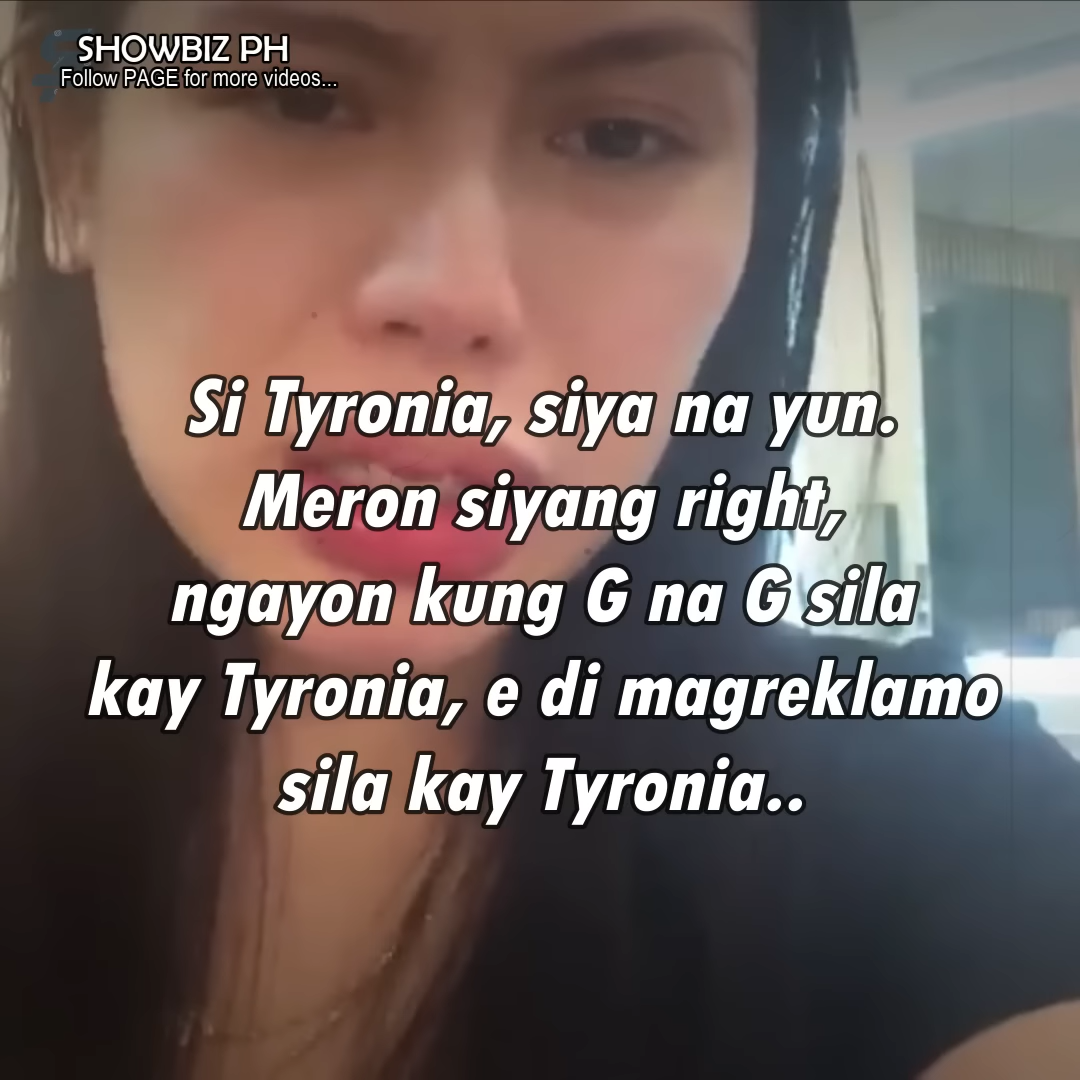 SHOWBIZ PH
Follow PAGE for more videos...
Si Tyronia, siya na yun.
Meron siyang right,
ngayon kung G na G sila
kay Tyronia, e di magreklamo
sila kay Tyronia..